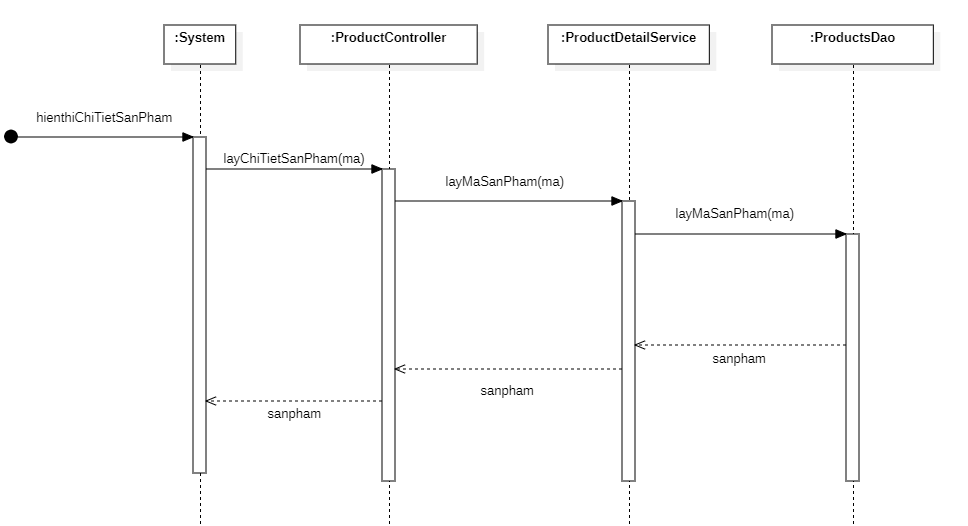 :System
:ProductController
:ProductDetailService
:ProductsDao
hienthiChiTietSanPham
layChiTietSanPham(ma)
layMaSanPham(ma)
layMaSanPham(ma)
sanpham
sanpham
sanpham